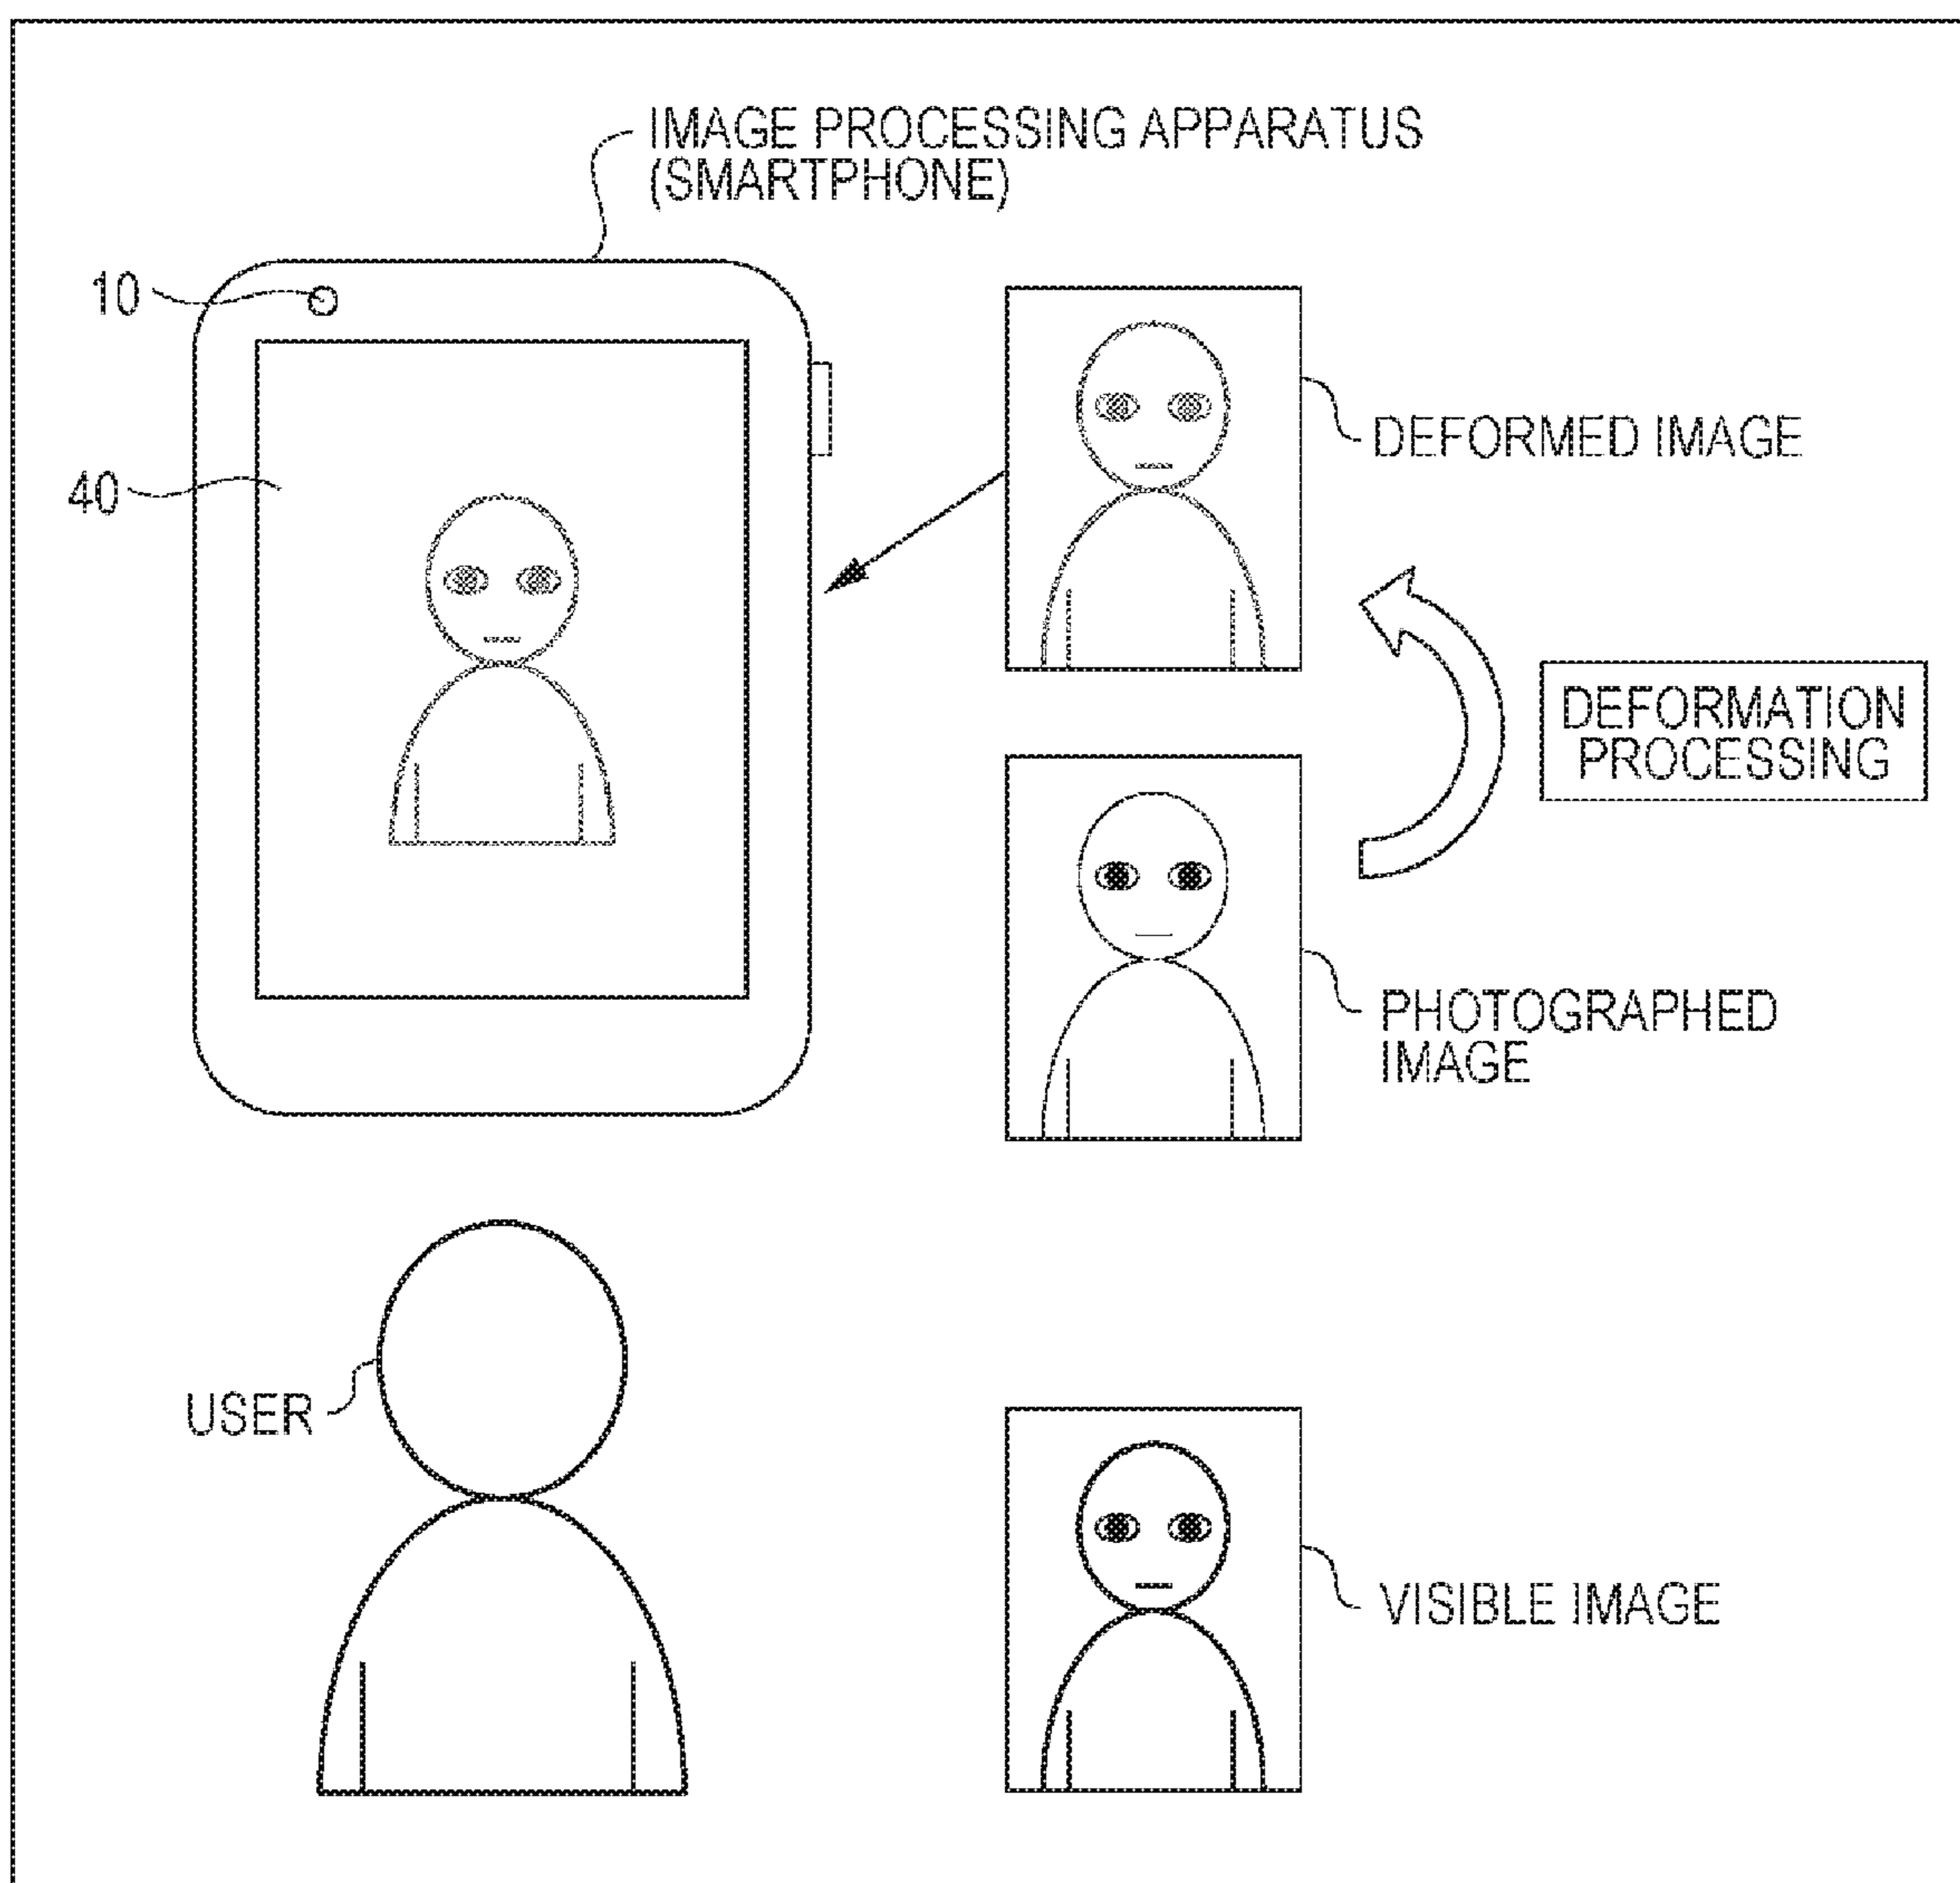 IMAGE PROCESSING APPARATUS
(SMARTPHONE)
10
40
DEFORMED IMAGE
DEFORMATION
PROCESSING
PHOTOGRAPHED
IMAGE
USER
VISIBLE IMAGE